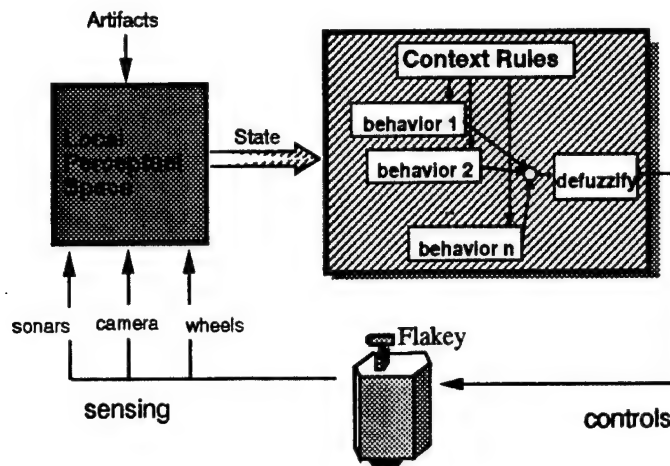 Artifacts
Local
Perceptual
Space
State
Context Rules
behavior 1
behavior 2
behavior n
defuzzify
sonars
camera
wheels
Flakey
sensing
controls